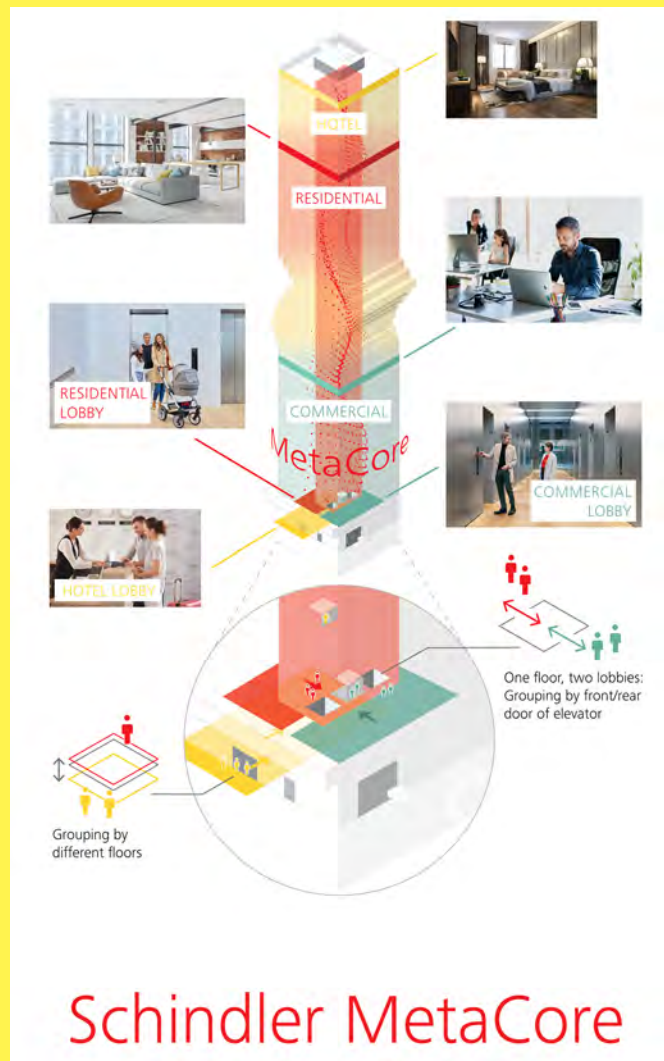 HOTEL
RESIDENTIAL
RESIDENTIAL
LOBBY
COMMERCIAL
MetaCore
COMMERCIAL
LOBBY
HOTEL LOBBY
One floor, two lobbies:
Grouping by front/rear
door of elevator
Grouping by
different floors
Schindler MetaCore